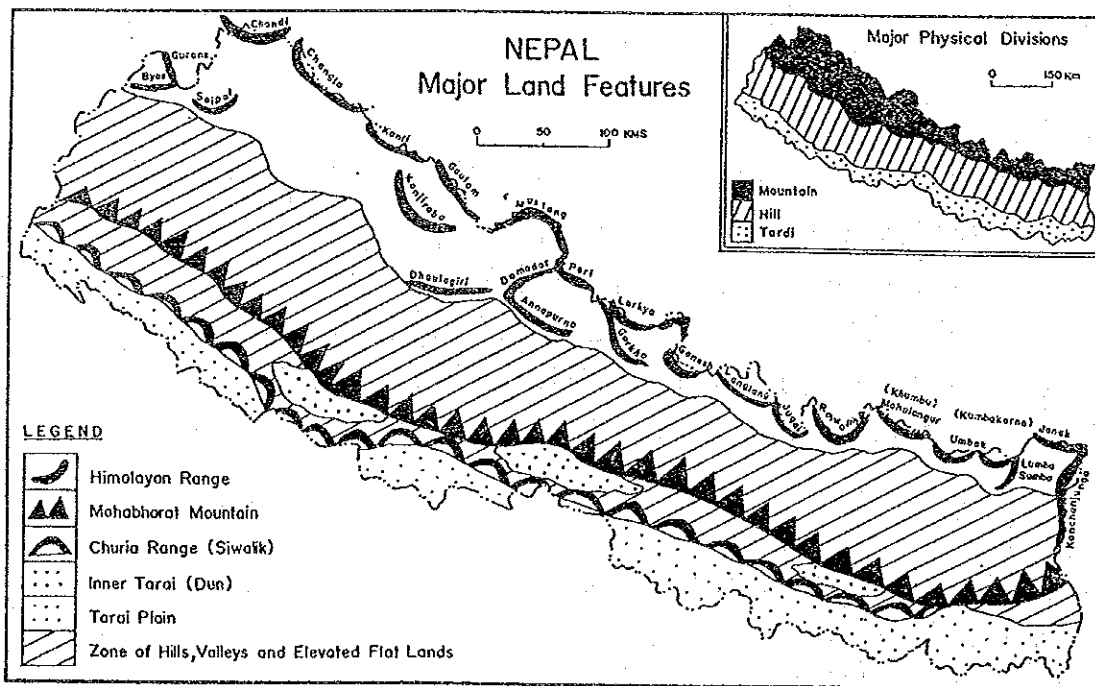 NEPAL
Major Land Features
0 50 100 KMS
Major Physical Divisions
0 150 Km
Mountain
Hill
Tarai
Chandi
Changla
Gurans
Byas
Saipal
Kanti
Gautam
Kanjiroba
Mustang
Dhaulagiri
Damodar
Peri
Annapurna
Larkya
Gorkha
Ganesh
Langtang
Jugal
Rolwaling
(Khumbu)
Mahalangur
(Kumbakarna)
Janak
Umbak
Lumba
Sumba
Kanchanjunga
LEGEND
Himalayan Range
Mahabharat Mountain
Churia Range (Siwalik)
Inner Tarai (Dun)
Tarai Plain
Zone of Hills, Valleys and Elevated Flat Lands